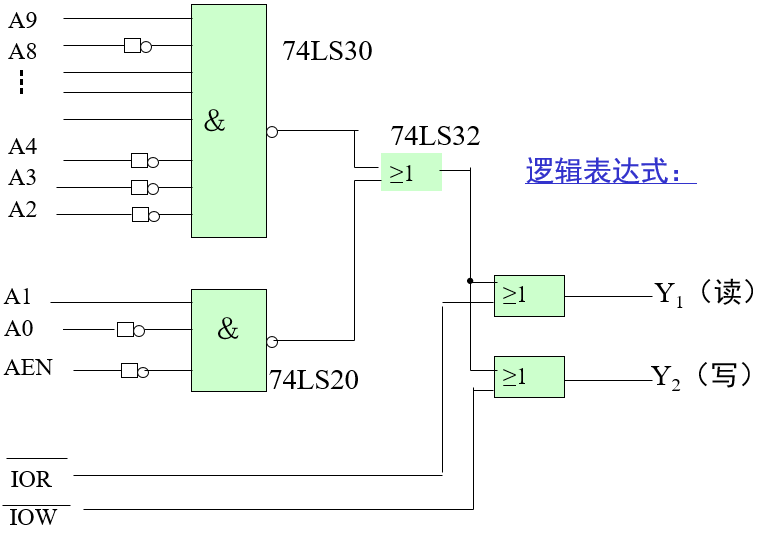 A9
A8
74LS30
&
74LS32
A4
A3
A2
≥1
逻辑表达式：
A1
A0
AEN
&
74LS20
≥1
Y1（读）
≥1
Y2（写）
IOR
IOW